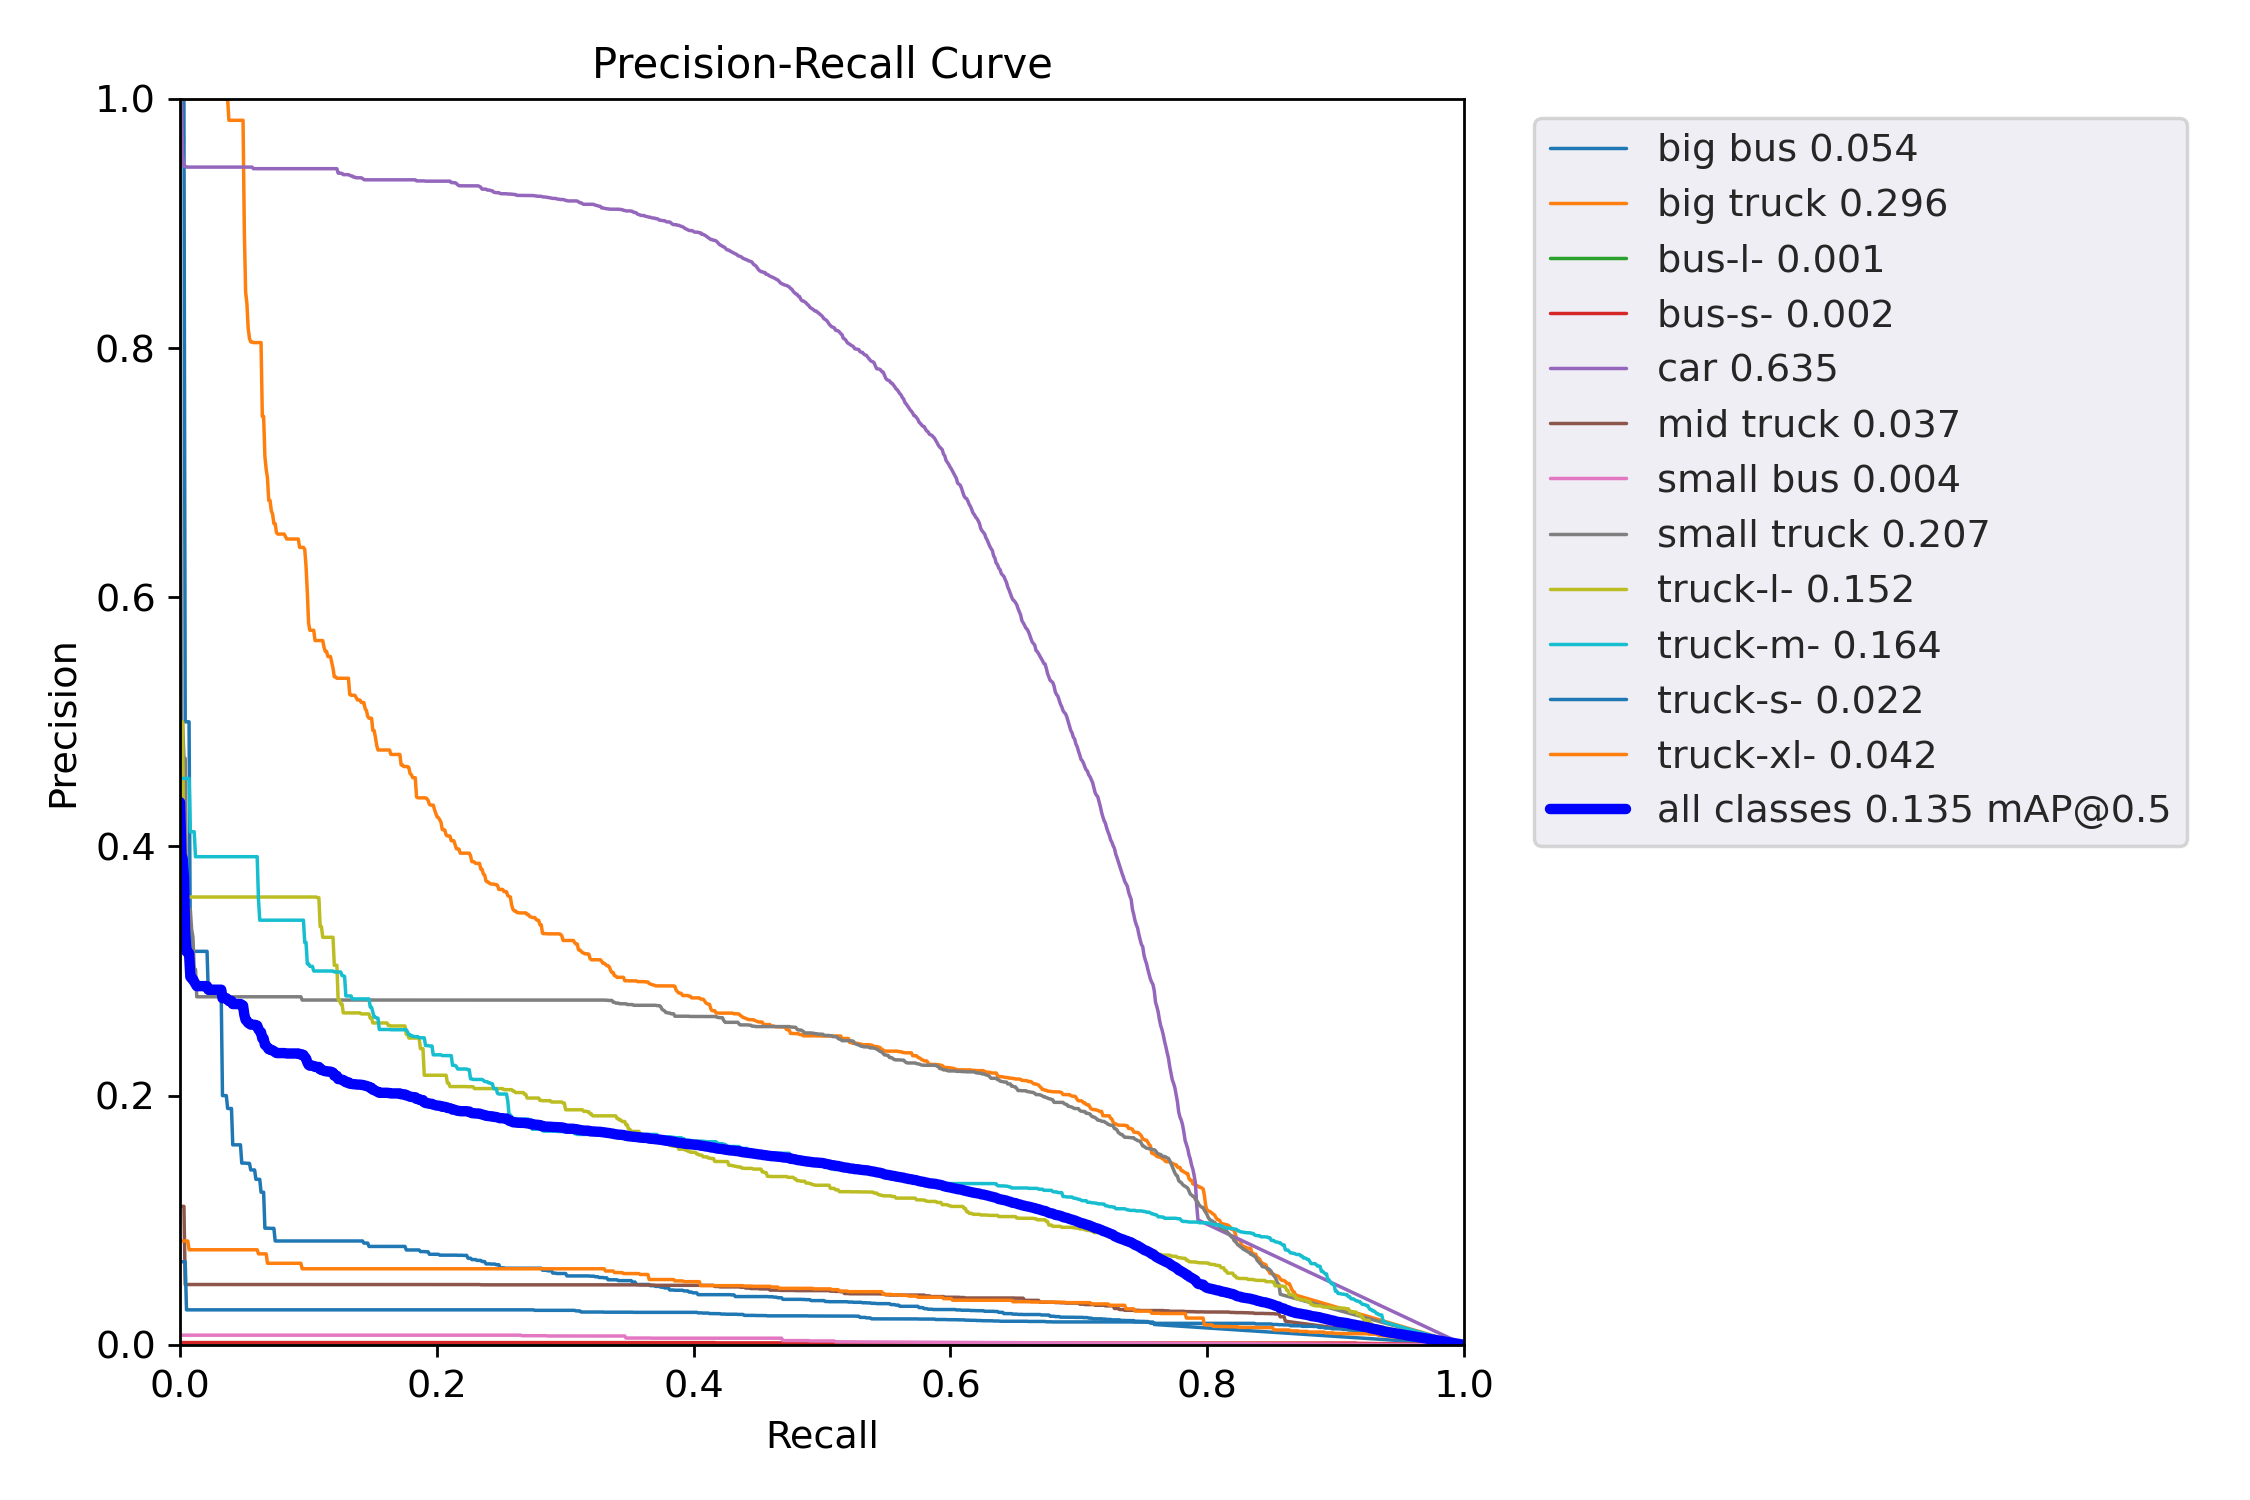 Precision-Recall Curve
1.0
0.8
0.6
0.4
0.2
0.0
Precision
0.0 0.2 0.4 0.6 0.8 1.0
Recall
big bus 0.054
big truck 0.296
bus-l- 0.001
bus-s- 0.002
car 0.635
mid truck 0.037
small bus 0.004
small truck 0.207
truck-l- 0.152
truck-m- 0.164
truck-s- 0.022
truck-xl- 0.042
all classes 0.135 mAP@0.5